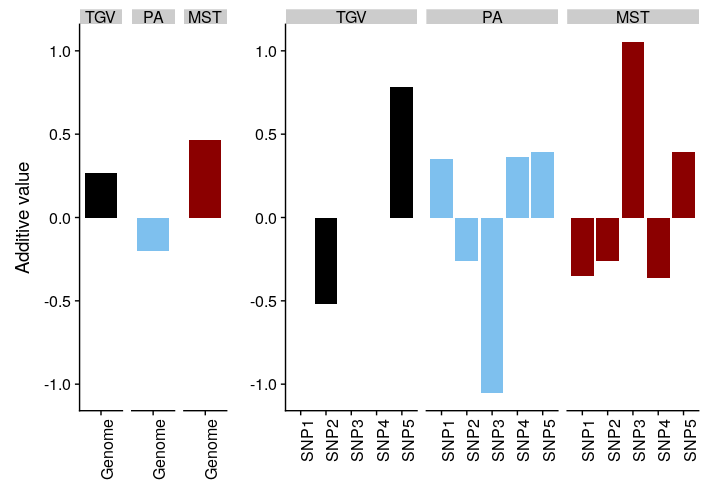 TGV PA MST
TGV PA MST
Additive value
1.0
0.5
0.0
-0.5
-1.0
1.0
0.5
0.0
-0.5
-1.0
Genome Genome Genome
SNP1 SNP2 SNP3 SNP4 SNP5
SNP1 SNP2 SNP3 SNP4 SNP5
SNP1 SNP2 SNP3 SNP4 SNP5